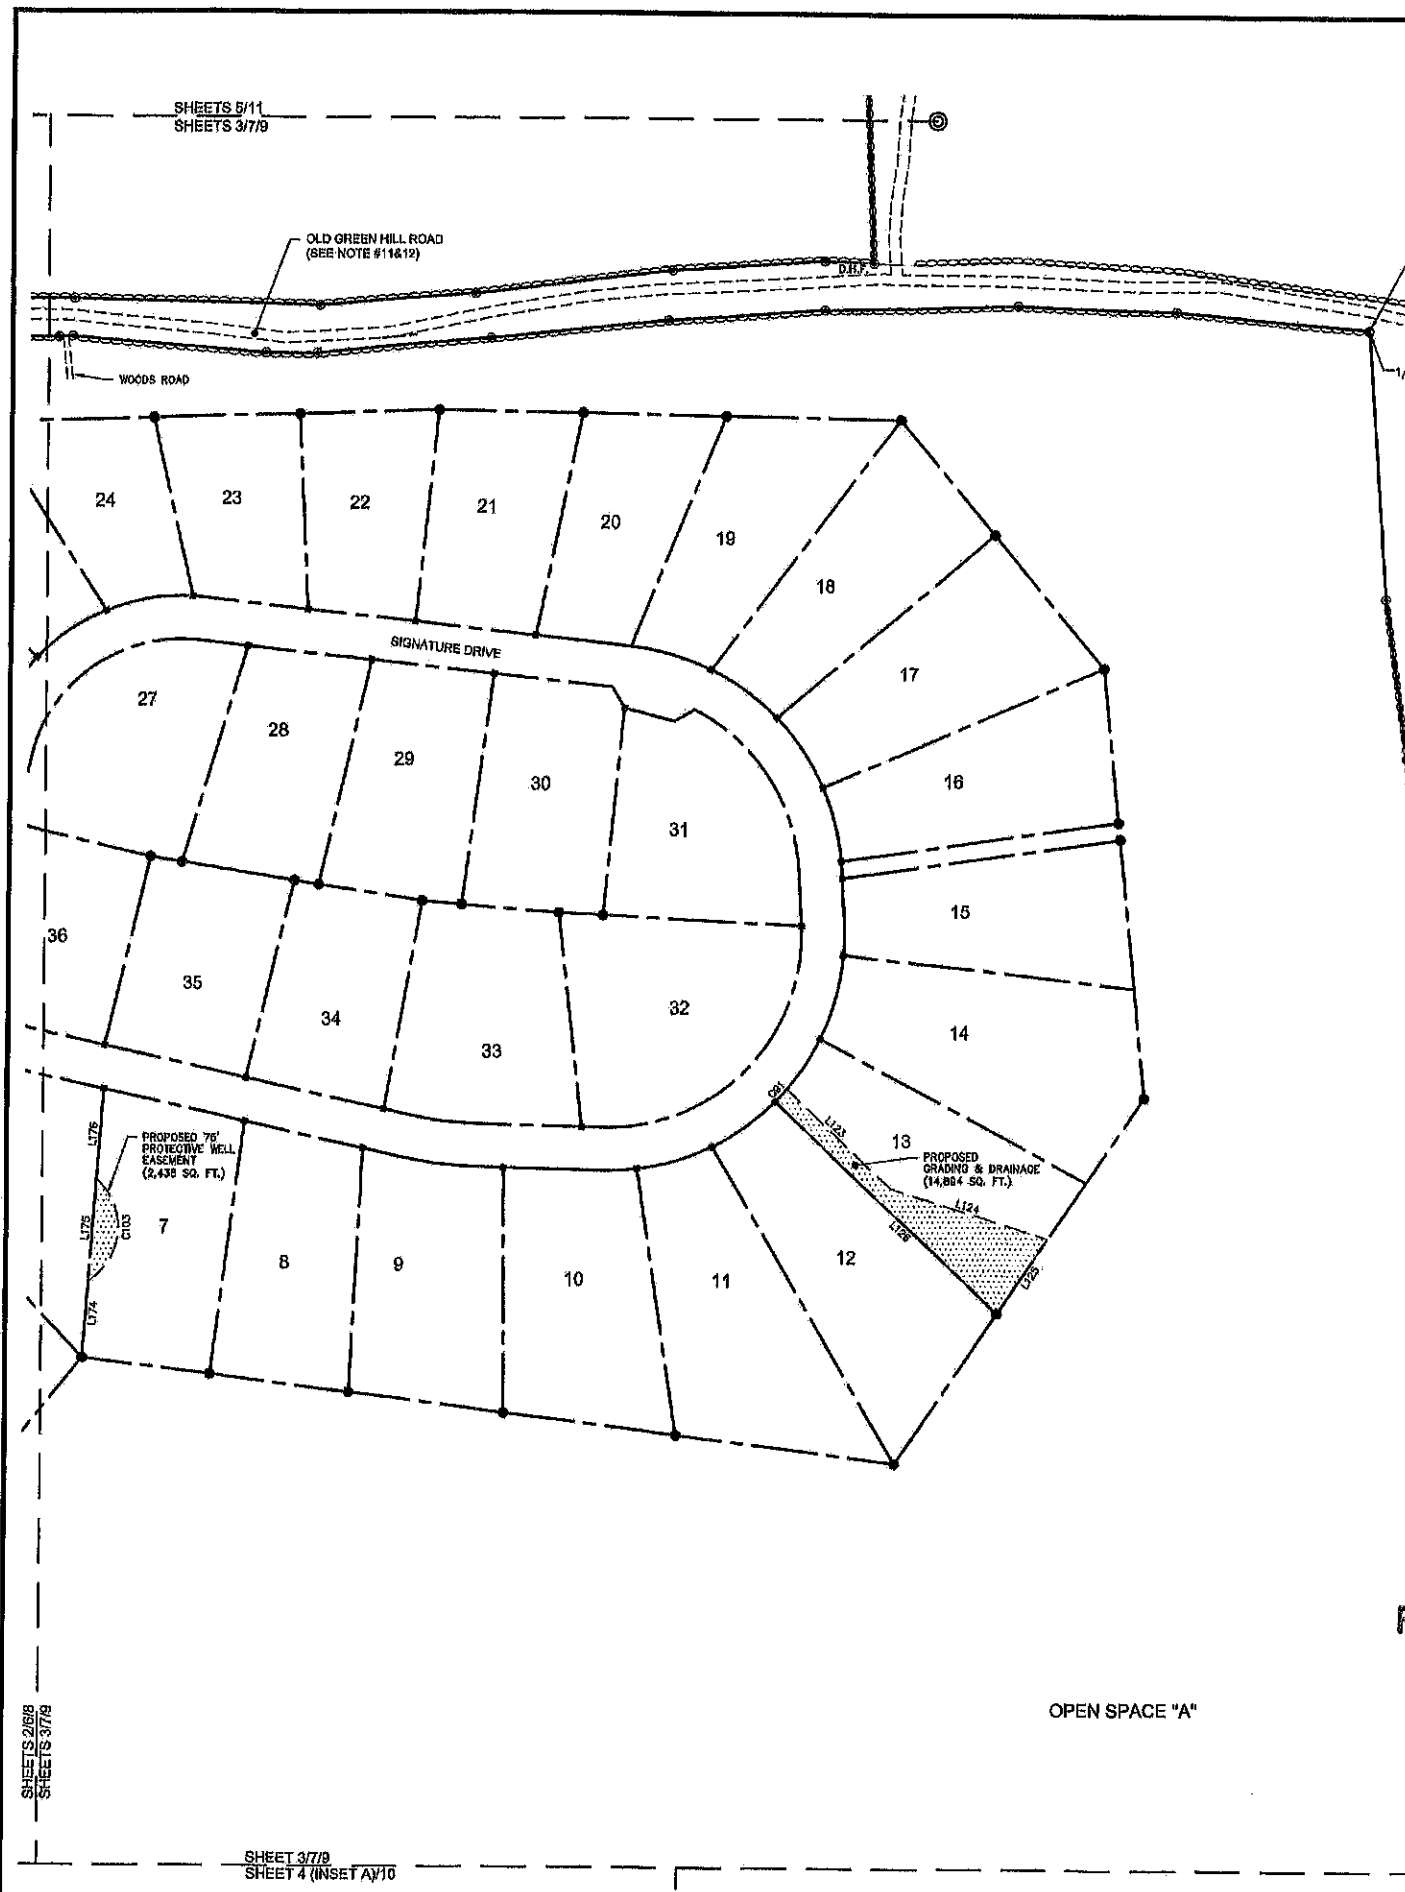 SHEETS 5/11
SHEETS 3/7/9
OLD GREEN HILL ROAD
(SEE NOTE #11&12)
D.H.F.
WOODS ROAD
1/
24
23
22
21
20
19
18
17
16
15
14
13
12
11
10
9
8
7
SIGNATURE DRIVE
27
28
29
30
31
36
35
34
33
32
C91
L123
PROPOSED
GRADING & DRAINAGE
(14,894 SQ. FT.)
L124
L126
L125
L176
PROPOSED 75'
PROTECTIVE WELL
EASEMENT
(2,438 SQ. FT.)
L175
C103
L174
OPEN SPACE "A"
SHEETS 2/6/8
SHEETS 3/7/9
SHEET 3/7/9
SHEET 4 (INSET A)/10